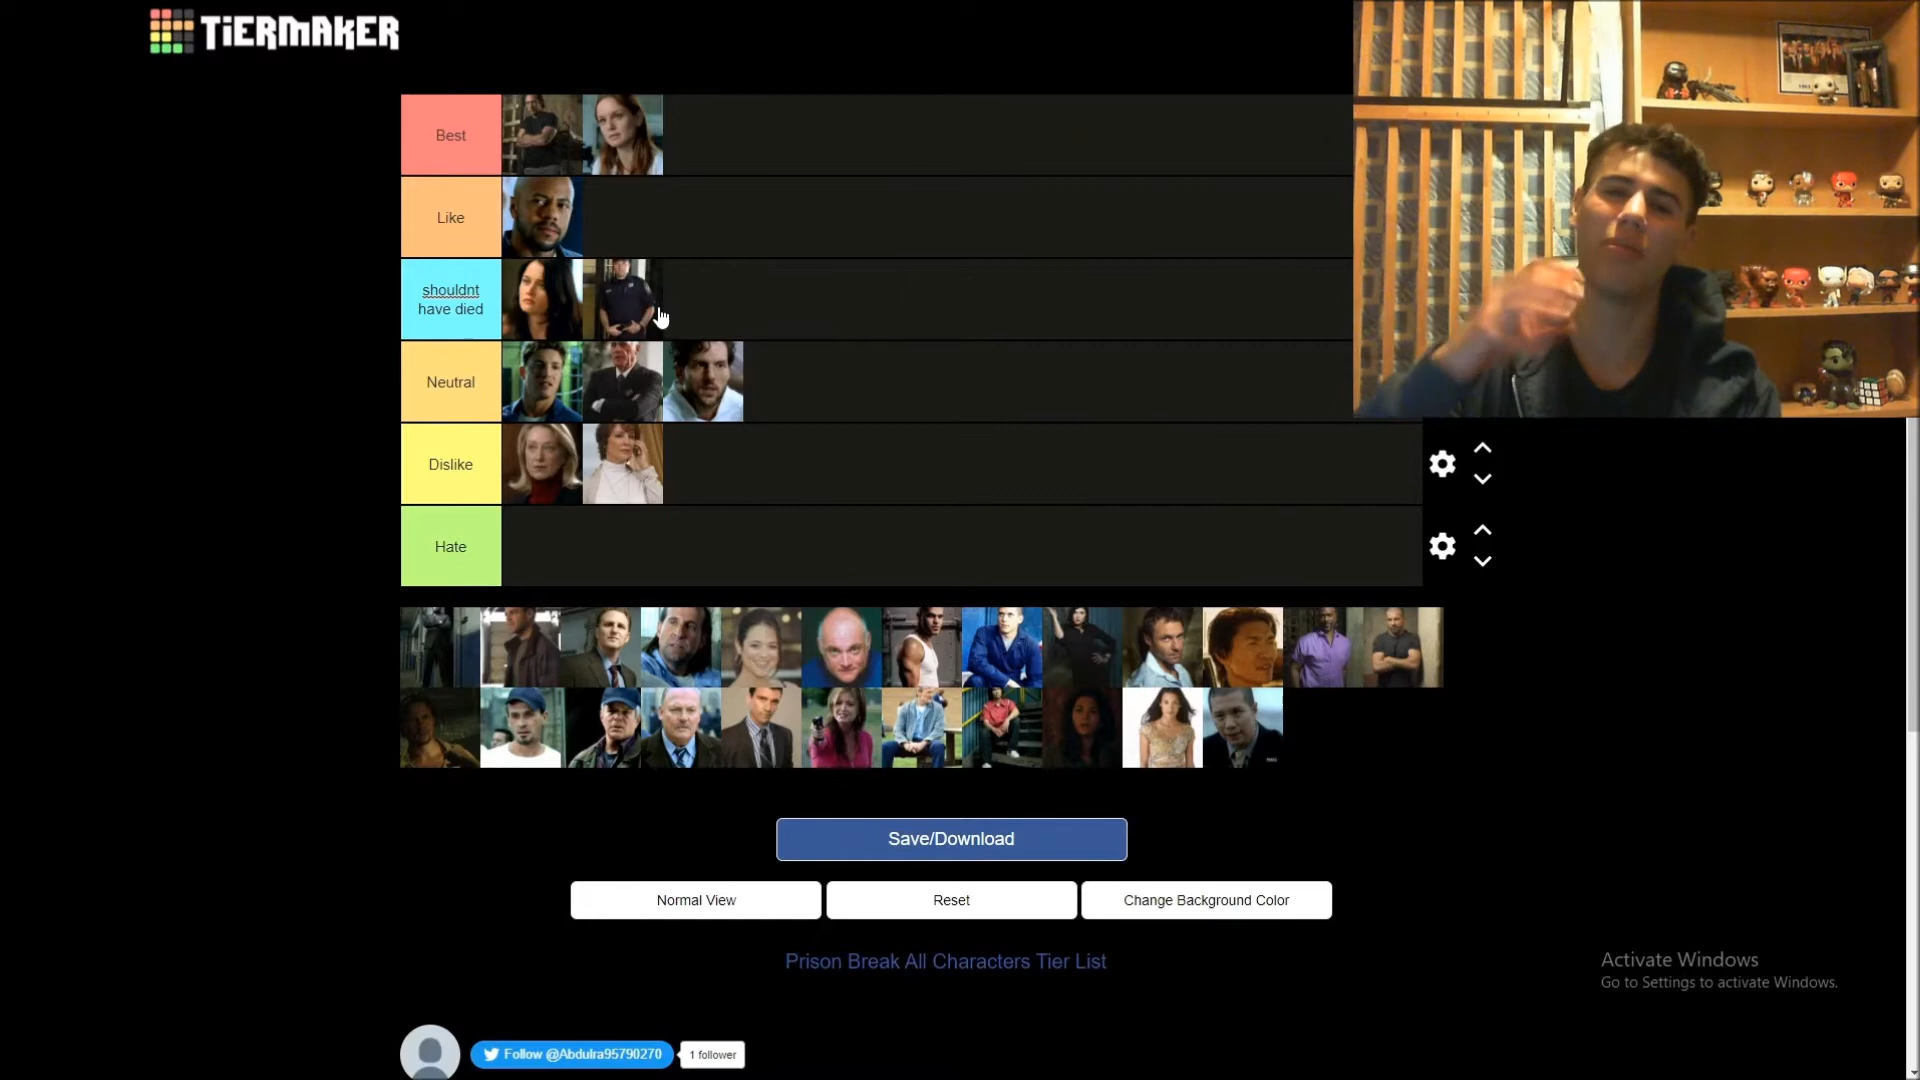 TIERMAKER
Best
Like
shouldnt
have died
Neutral
Dislike
Hate
Save/Download
Normal View
Reset
Change Background Color
Prison Break All Characters Tier List
Activate Windows
Go to Settings to activate Windows.
Follow @Abdulra95790270
1 follower